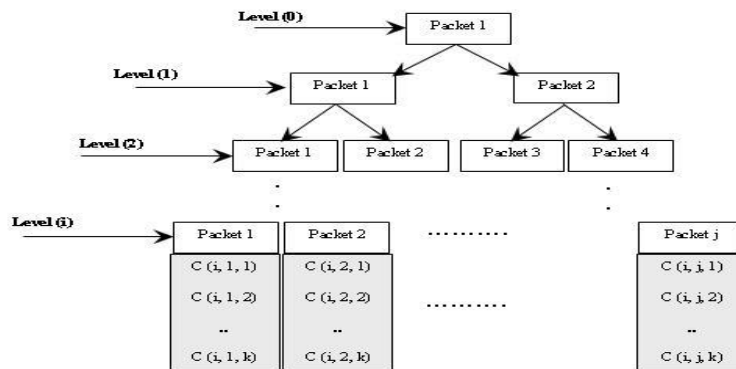 Level (0)
Packet 1
Level (1)
Packet 1
Packet 2
Level (2)
Packet 1
Packet 2
Packet 3
Packet 4
Level (i)
Packet 1
Packet 2
..........
Packet j
C (i, 1, 1)
C (i, 2, 1)
C (i, j, 1)
C (i, 1, 2)
C (i, 2, 2)
..........
C (i, j, 2)
..
..
..
C (i, 1, k)
C (i, 2, k)
C (i, j, k)